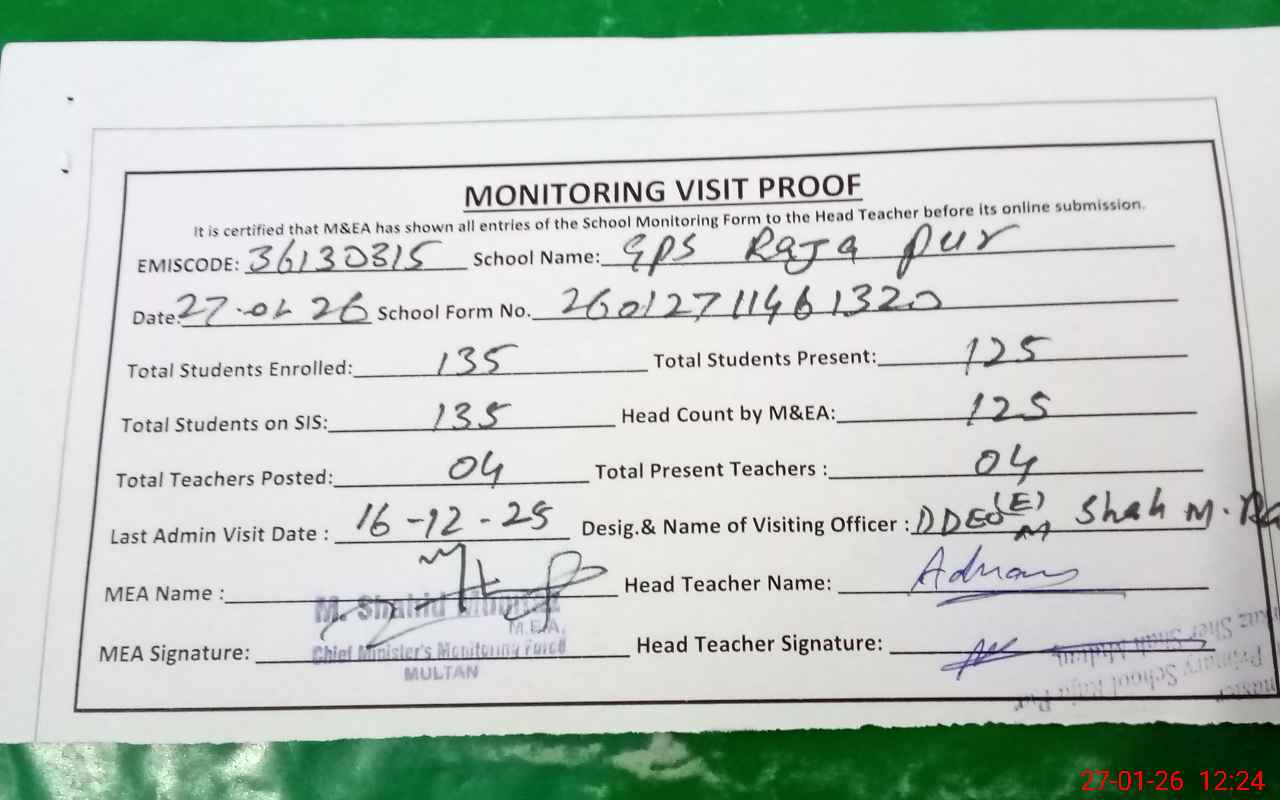 MONITORING VISIT PROOF
It is certified that M&EA has shown all entries of the School Monitoring Form to the Head Teacher before its online submission.
EMISCODE: 36130315 School Name: GPS Raja pur
Date: 27-01-26 School Form No. 26012711461320
Total Students Enrolled: 135 Total Students Present: 125
Total Students on SIS: 135 Head Count by M&EA: 125
Total Teachers Posted: 04 Total Present Teachers : 04
Last Admin Visit Date : 16-12-25 Desig.& Name of Visiting Officer : DDEO(E) M Shah M.
MEA Name : Head Teacher Name: Adnan
M. Shahid
M.E.A,
MEA Signature: Chief Minister's Monitoring Force Head Teacher Signature:
MULTAN
Primary School Raja Pur
27-01-26 12:24